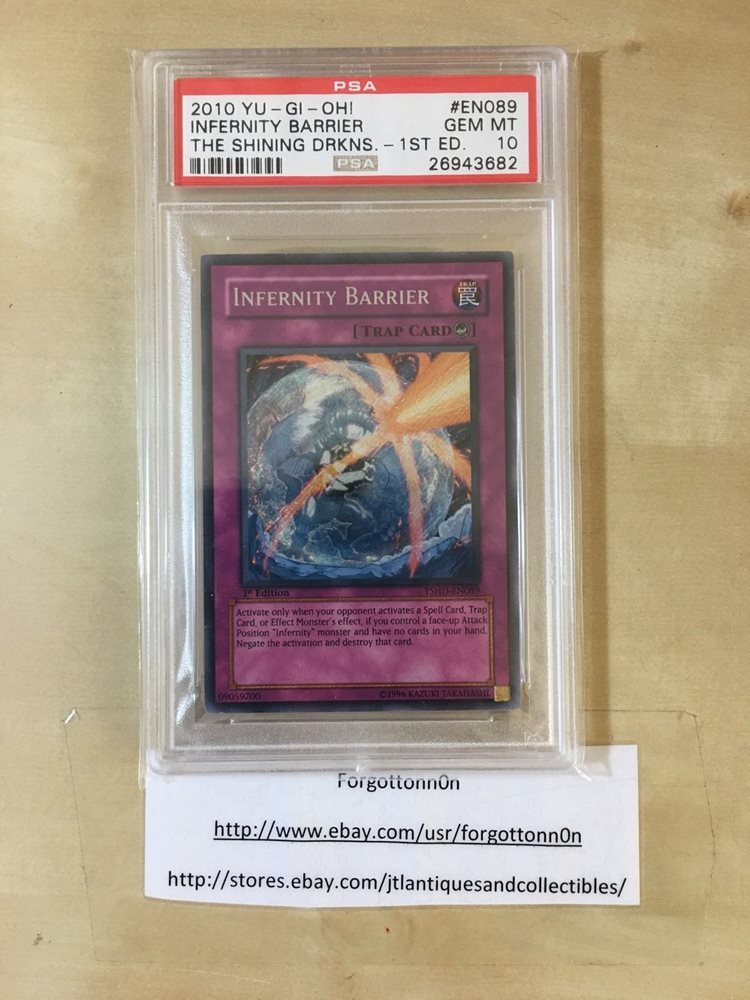 PSA
2010 YU-GI-OH! #EN089
INFERNITY BARRIER GEM MT
THE SHINING DRKNS.-1ST ED. 10
PSA 26943682
INFERNITY BARRIER TRAP 罠
[TRAP CARD]
1st Edition TSHD-EN089
Activate only when your opponent activates a Spell Card, Trap
Card, or Effect Monster's effect, if you control a face-up Attack
Position "Infernity" monster and have no cards in your hand.
Negate the activation and destroy that card.
09059700 ©1996 KAZUKI TAKAHASHI
Forgottonn0n
http://www.ebay.com/usr/forgottonn0n
http://stores.ebay.com/jtlantiquesandcollectibles/